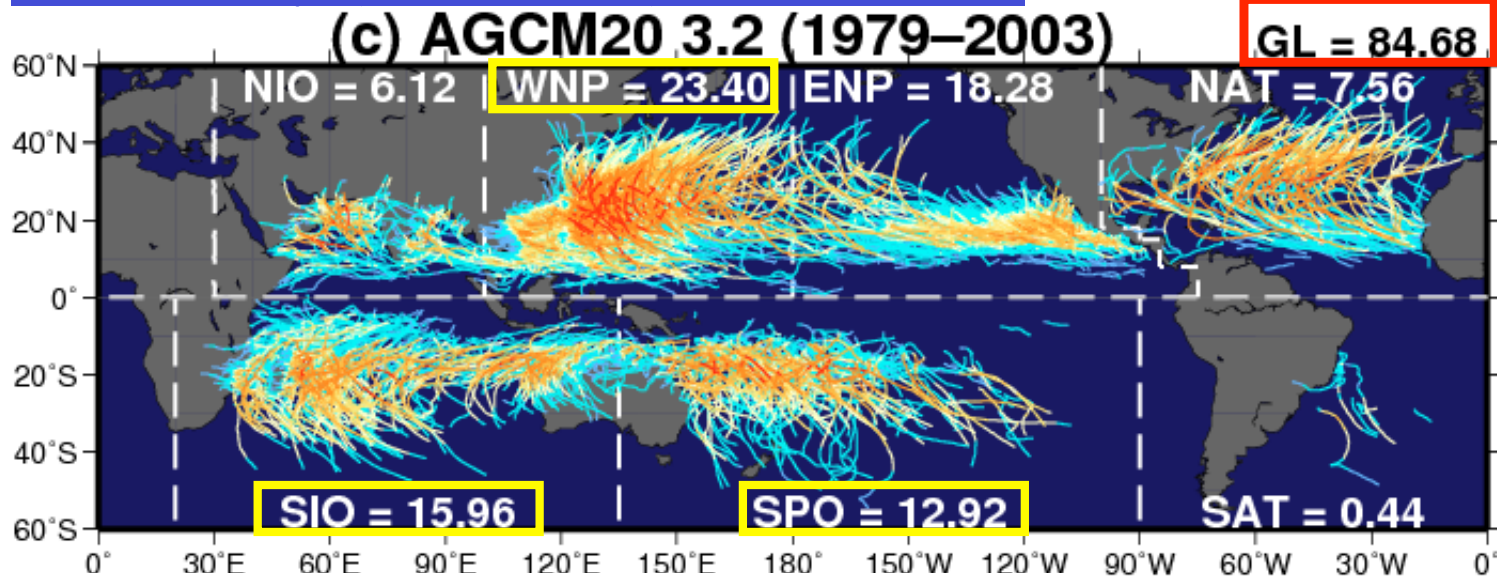 (c) AGCM20 3.2 (1979–2003)
GL = 84.68
60°N
NIO = 6.12
WNP = 23.40
ENP = 18.28
NAT = 7.56
40°N
20°N
0°
20°S
40°S
SIO = 15.96
SPO = 12.92
SAT = 0.44
60°S
0° 30°E 60°E 90°E 120°E 150°E 180° 150°W 120°W 90°W 60°W 30°W 0°